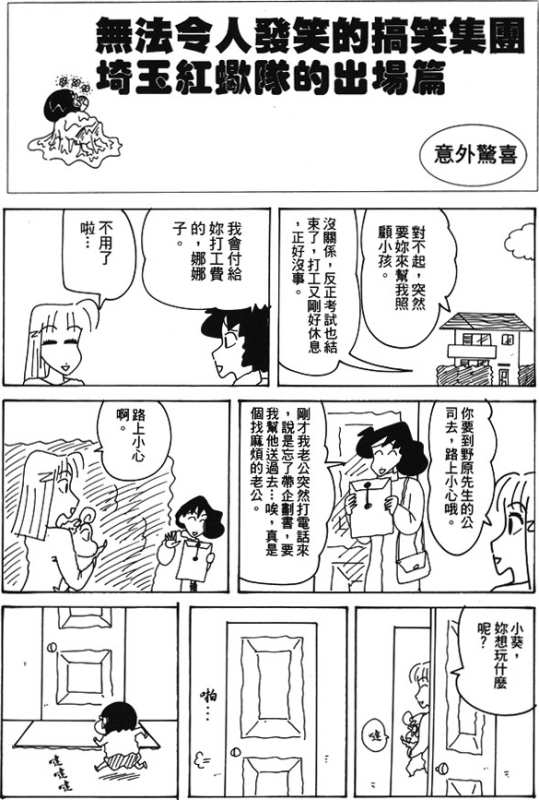 無法令人發笑的搞笑集團
埼玉紅蠍隊的出場篇
意外驚喜
對不起，突然
要妳來幫我照
顧小孩。
沒關係，反正考試也結
束了，打工又剛好休息
，正好沒事。
我會付給
妳打工費
的，娜娜
子。
不用了
啦…
你要到野原先生的公
司去，路上小心哦。
剛才我老公突然打電話來
，說是忘了帶企劃書，要
我幫他送過去…唉，真是
個找麻煩的老公。
路上小心
啊。
小葵，
妳想玩什麼
呢？
噠
啪…
噠噠噠